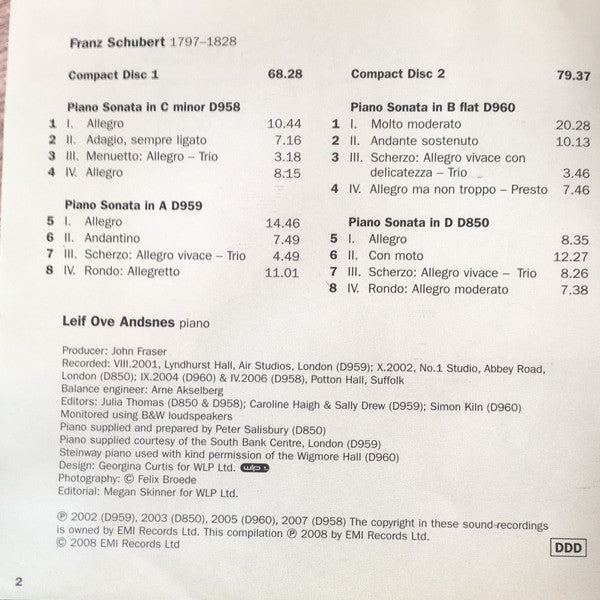 Franz Schubert 1797–1828
Compact Disc 1 68.28
Piano Sonata in C minor D958
1 I. Allegro 10.44
2 II. Adagio, sempre ligato 7.16
3 III. Menuetto: Allegro – Trio 3.18
4 IV. Allegro 8.15
Piano Sonata in A D959
5 I. Allegro 14.46
6 II. Andantino 7.49
7 III. Scherzo: Allegro vivace – Trio 4.49
8 IV. Rondo: Allegretto 11.01
Compact Disc 2 79.37
Piano Sonata in B flat D960
1 I. Molto moderato 20.28
2 II. Andante sostenuto 10.13
3 III. Scherzo: Allegro vivace con
delicatezza – Trio 3.46
4 IV. Allegro ma non troppo – Presto 7.46
Piano Sonata in D D850
5 I. Allegro 8.35
6 II. Con moto 12.27
7 III. Scherzo: Allegro vivace – Trio 8.26
8 IV. Rondo: Allegro moderato 7.38
Leif Ove Andsnes piano
Producer: John Fraser
Recorded: VIII.2001, Lyndhurst Hall, Air Studios, London (D959); X.2002, No.1 Studio, Abbey Road,
London (D850); IX.2004 (D960) & IV.2006 (D958), Potton Hall, Suffolk
Balance engineer: Arne Akselberg
Editors: Julia Thomas (D850 & D958); Caroline Haigh & Sally Drew (D959); Simon Kiln (D960)
Monitored using B&W loudspeakers
Piano supplied and prepared by Peter Salisbury (D850)
Piano supplied courtesy of the South Bank Centre, London (D959)
Steinway piano used with kind permission of the Wigmore Hall (D960)
Design: Georgina Curtis for WLP Ltd. wlp
Photography: © Felix Broede
Editorial: Megan Skinner for WLP Ltd.
℗ 2002 (D959), 2003 (D850), 2005 (D960), 2007 (D958) The copyright in these sound-recordings
is owned by EMI Records Ltd. This compilation ℗ 2008 by EMI Records Ltd.
© 2008 EMI Records Ltd
DDD
2